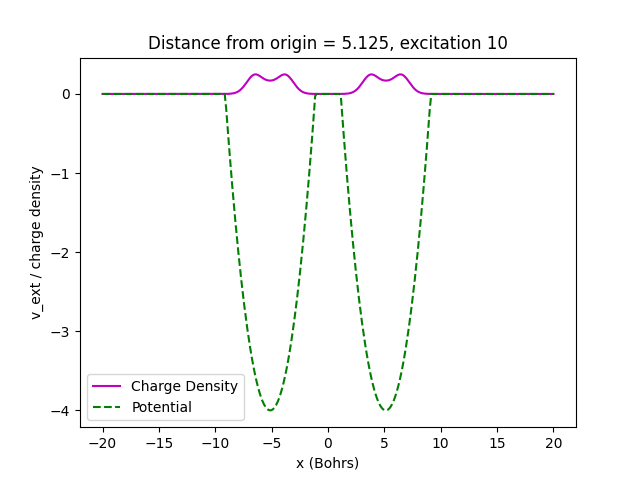 Distance from origin = 5.125, excitation 10
v_ext / charge density
0
−1
−2
−3
−4
Charge Density
Potential
−20
−15
−10
−5
0
5
10
15
20
x (Bohrs)